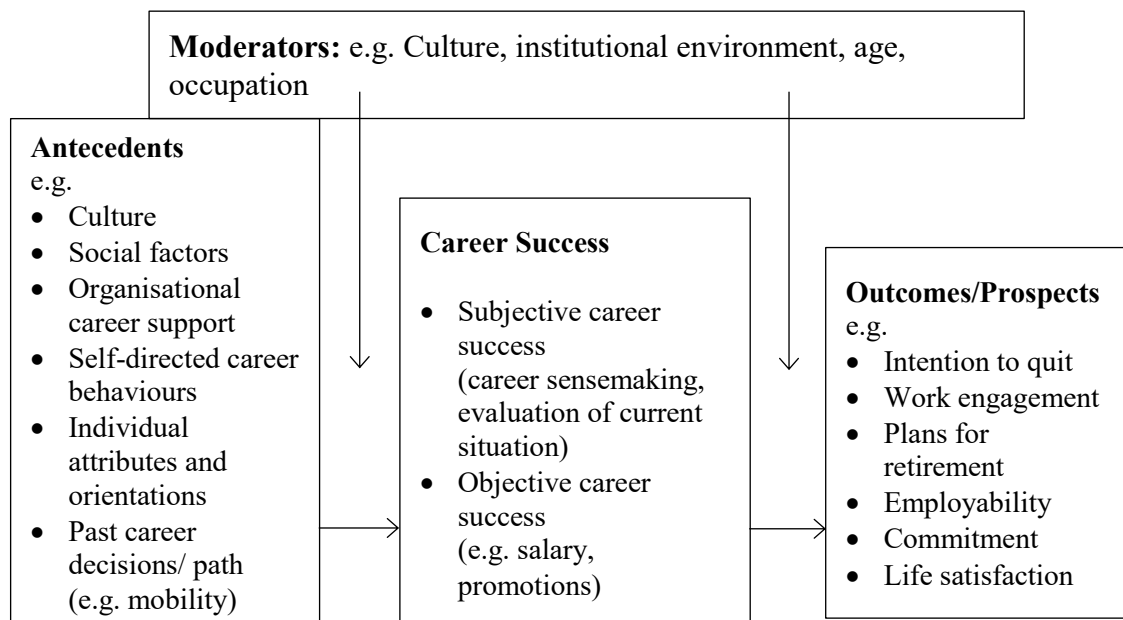 Moderators: e.g. Culture, institutional environment, age,
occupation
Antecedents
e.g.
• Culture
• Social factors
• Organisational
career support
• Self-directed career
behaviours
• Individual
attributes and
orientations
• Past career
decisions/ path
(e.g. mobility)
Career Success
• Subjective career
success
(career sensemaking,
evaluation of current
situation)
• Objective career
success
(e.g. salary,
promotions)
Outcomes/Prospects
e.g.
• Intention to quit
• Work engagement
• Plans for
retirement
• Employability
• Commitment
• Life satisfaction